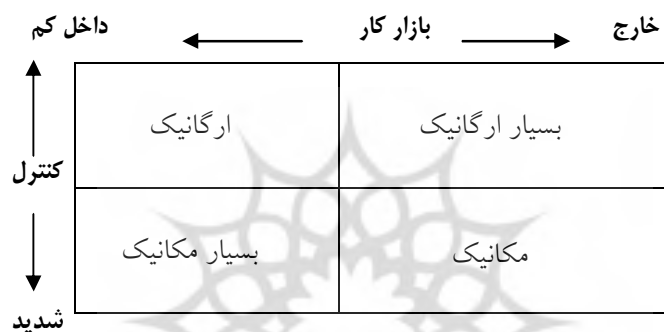 خارج بازار کار داخل کم
بسیار ارگانیک ارگانیک
کنترل
مکانیک بسیار مکانیک
شدید